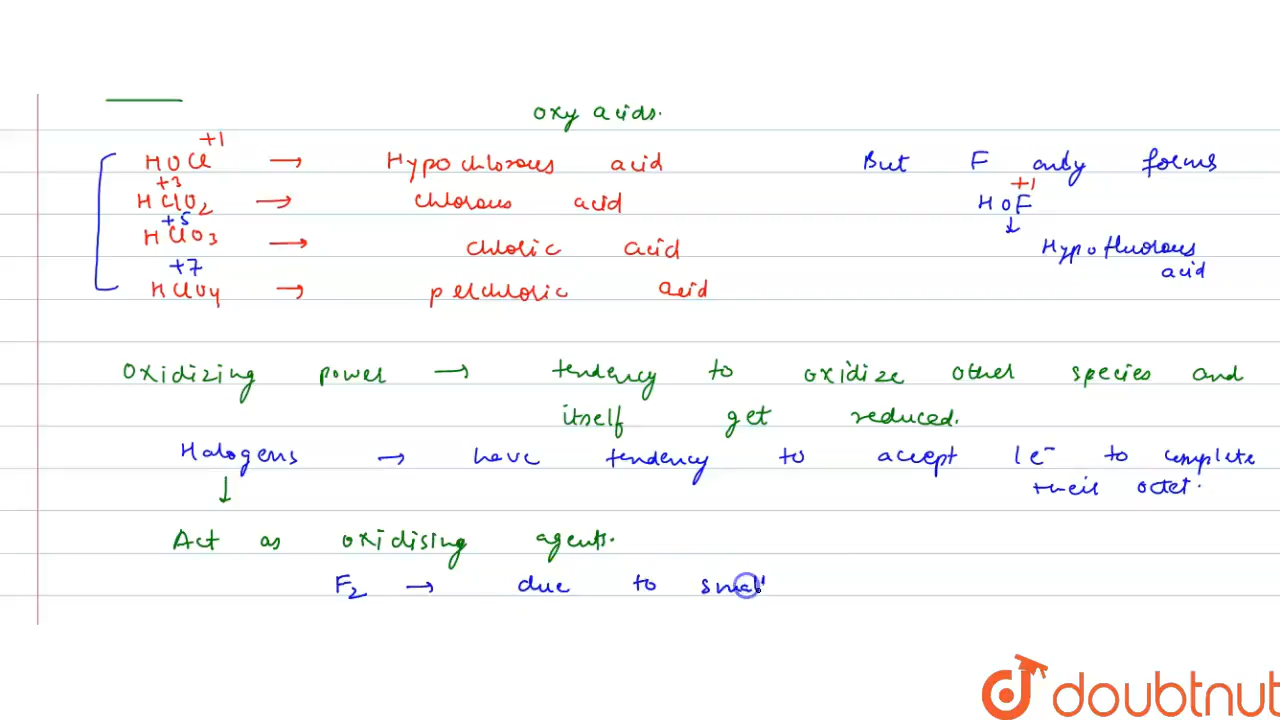 oxy acids.
+1
HOCl → Hypochlorous acid
+3
HClO2 → chlorous acid
+5
HClO3 → chloric acid
+7
HClO4 → perchloric acid
But F only forms
+1
HOF
↓
Hypofluorous
acid
Oxidizing power → tendency to oxidize other species and
itself get reduced.
Halogens → have tendency to accept 1e⁻ to complete
their octet.
↓
Act as oxidising agents.
F2 → due to small
doubtnut